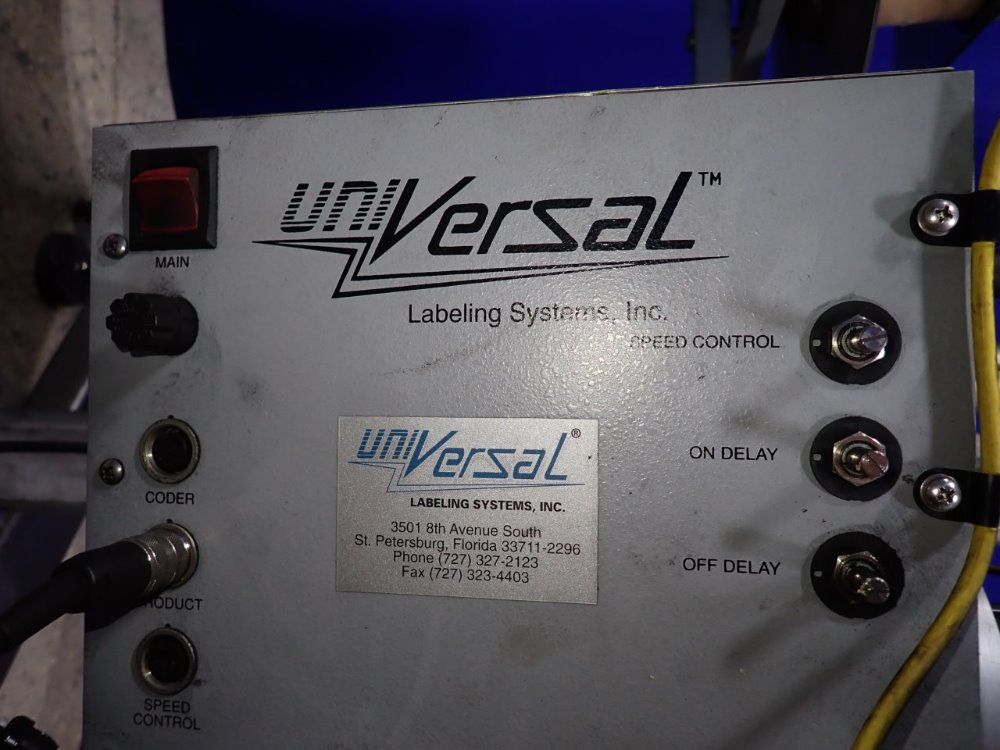 MAIN
UNIVersaL™
Labeling Systems, Inc.
SPEED CONTROL
CODER
ON DELAY
UNIVersaL®
LABELING SYSTEMS, INC.
3501 8th Avenue South
St. Petersburg, Florida 33711-2296
Phone (727) 327-2123
Fax (727) 323-4403
OFF DELAY
RODUCT
SPEED
CONTROL